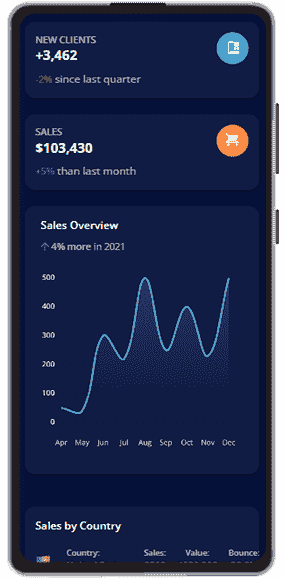 NEW CLIENTS
+3,462
-2% since last quarter
SALES
$103,430
+5% than last month
Sales Overview
↑ 4% more in 2021
500
400
300
200
100
0
Apr May Jun Jul Aug Sep Oct Nov Dec
Sales by Country
Country: Sales: Value: Bounce: